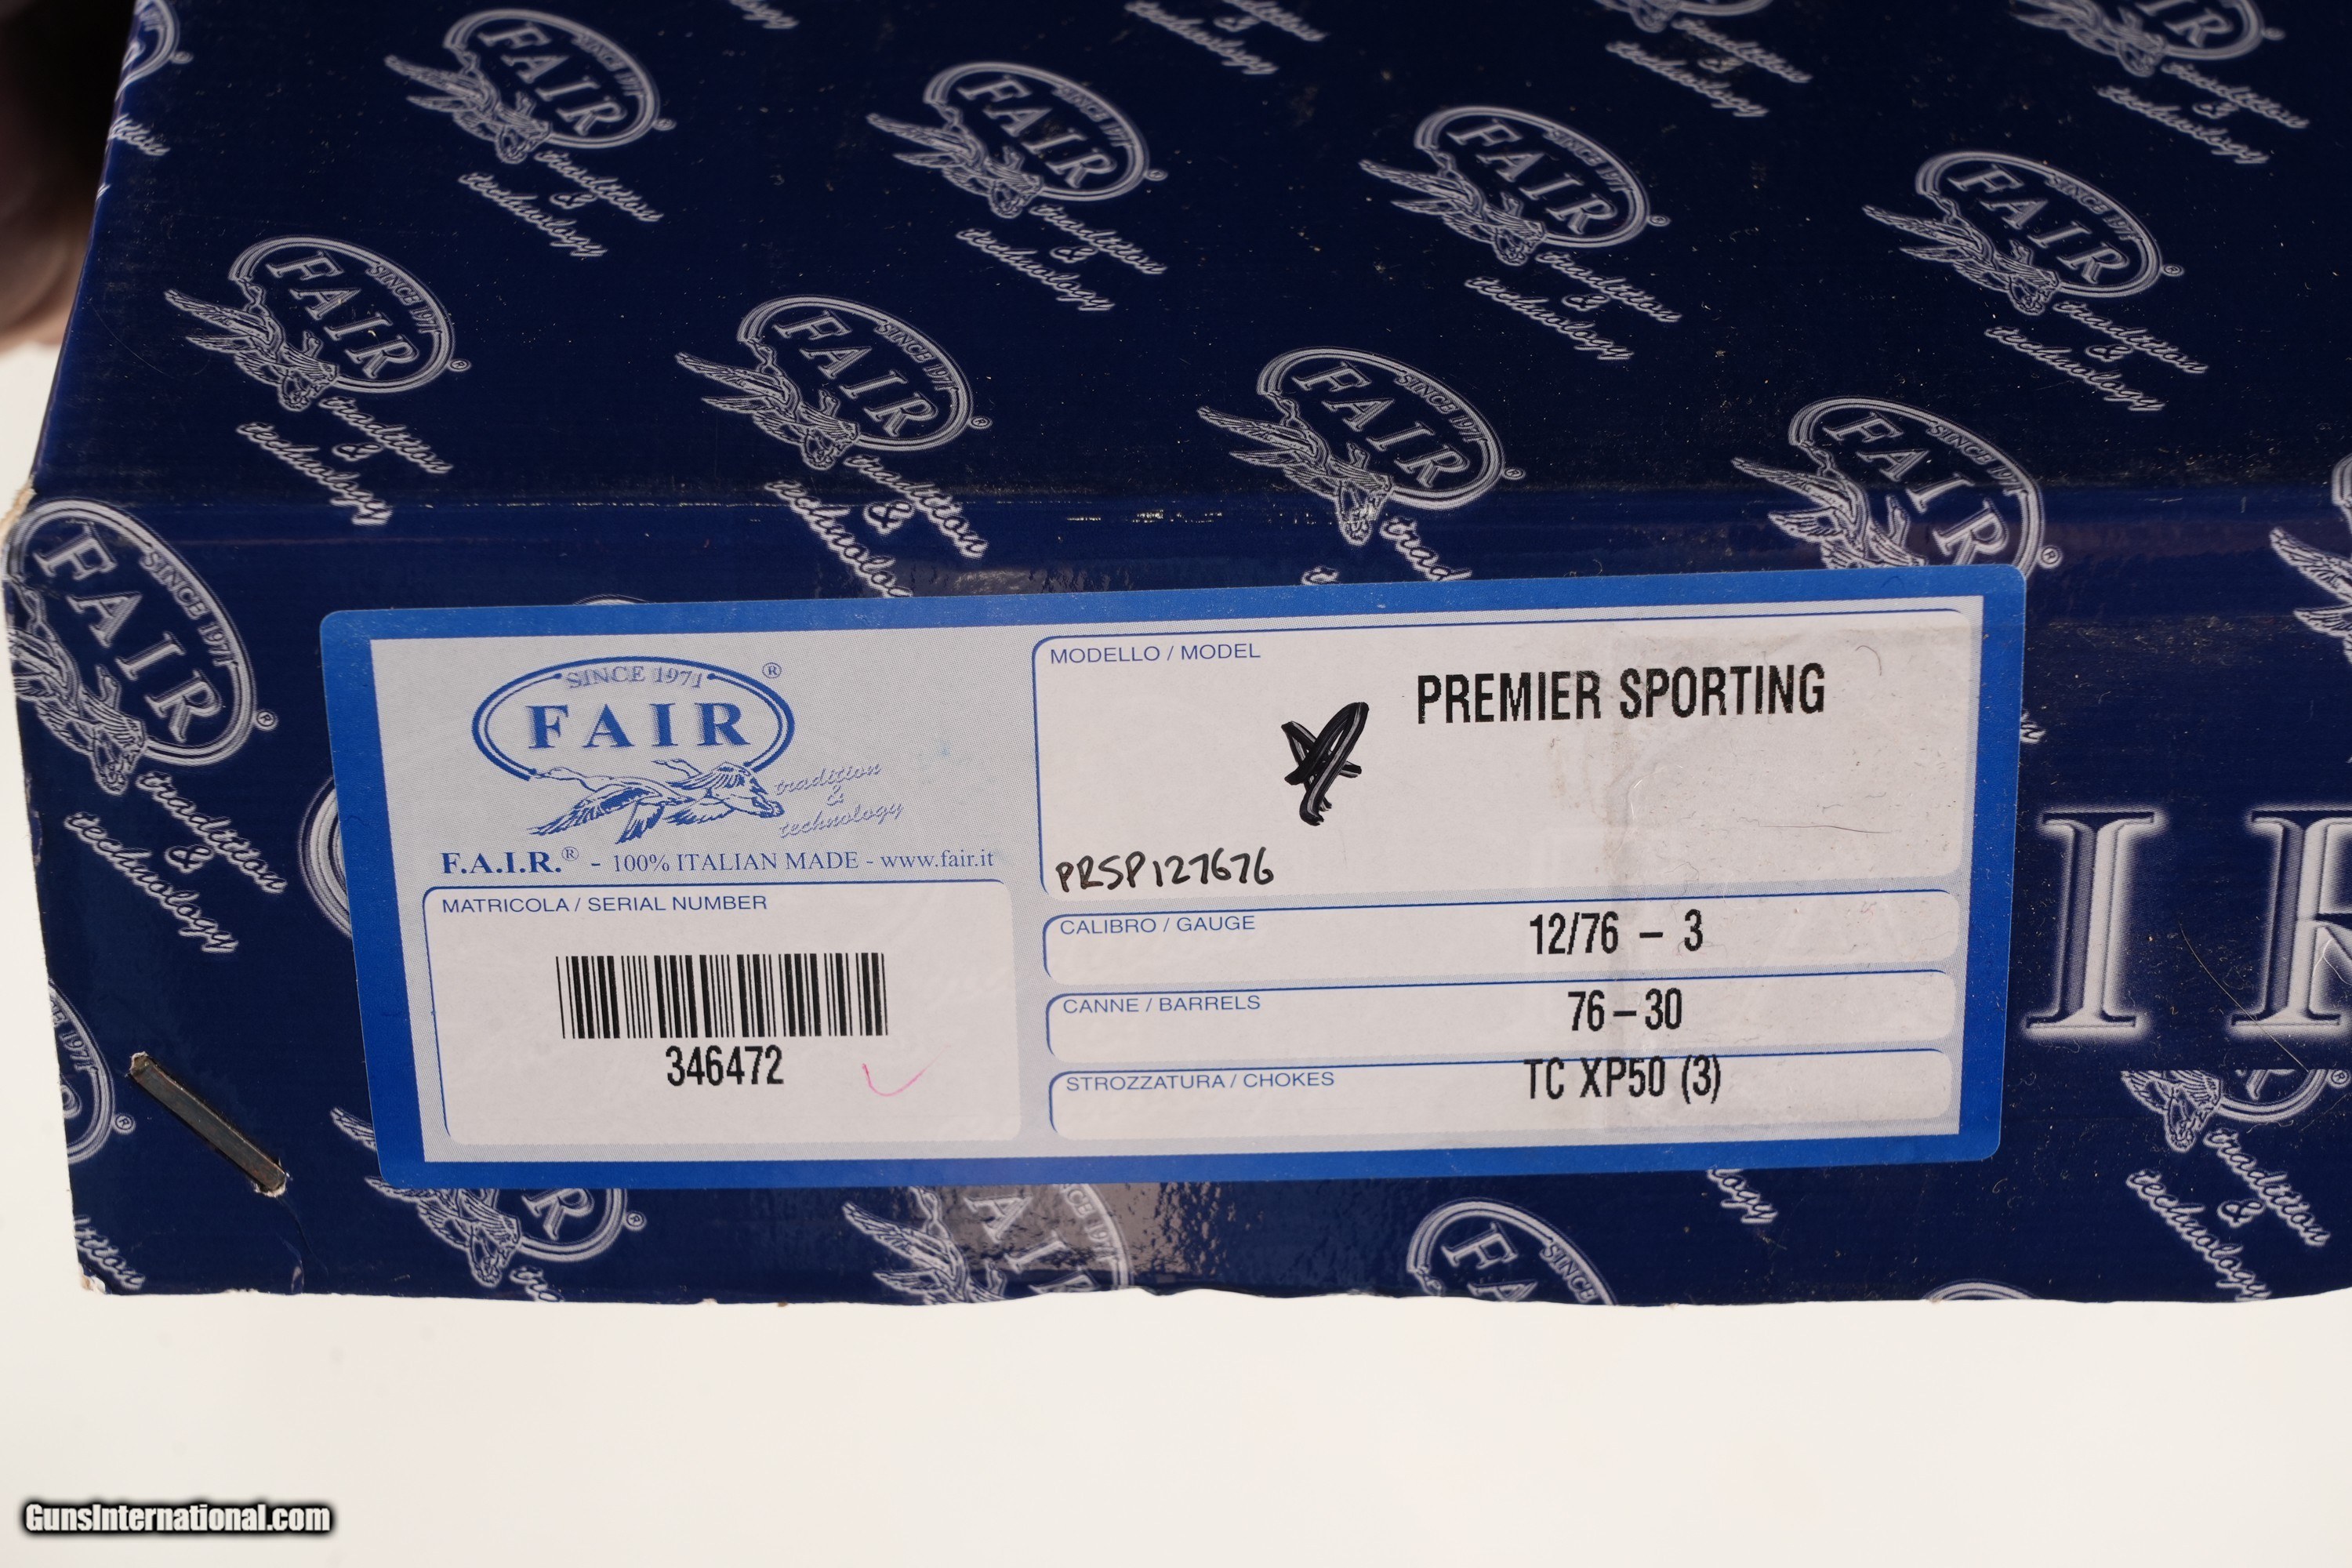 SINCE 1971
FAIR®
tradition
&
technology
F.A.I.R.® - 100% ITALIAN MADE - www.fair.it
MATRICOLA / SERIAL NUMBER
346472
MODELLO / MODEL
PREMIER SPORTING
PRSP127676
CALIBRO / GAUGE
12/76 - 3
CANNE / BARRELS
76-30
STROZZATURA / CHOKES
TC XP50 (3)
GunsInternational.com